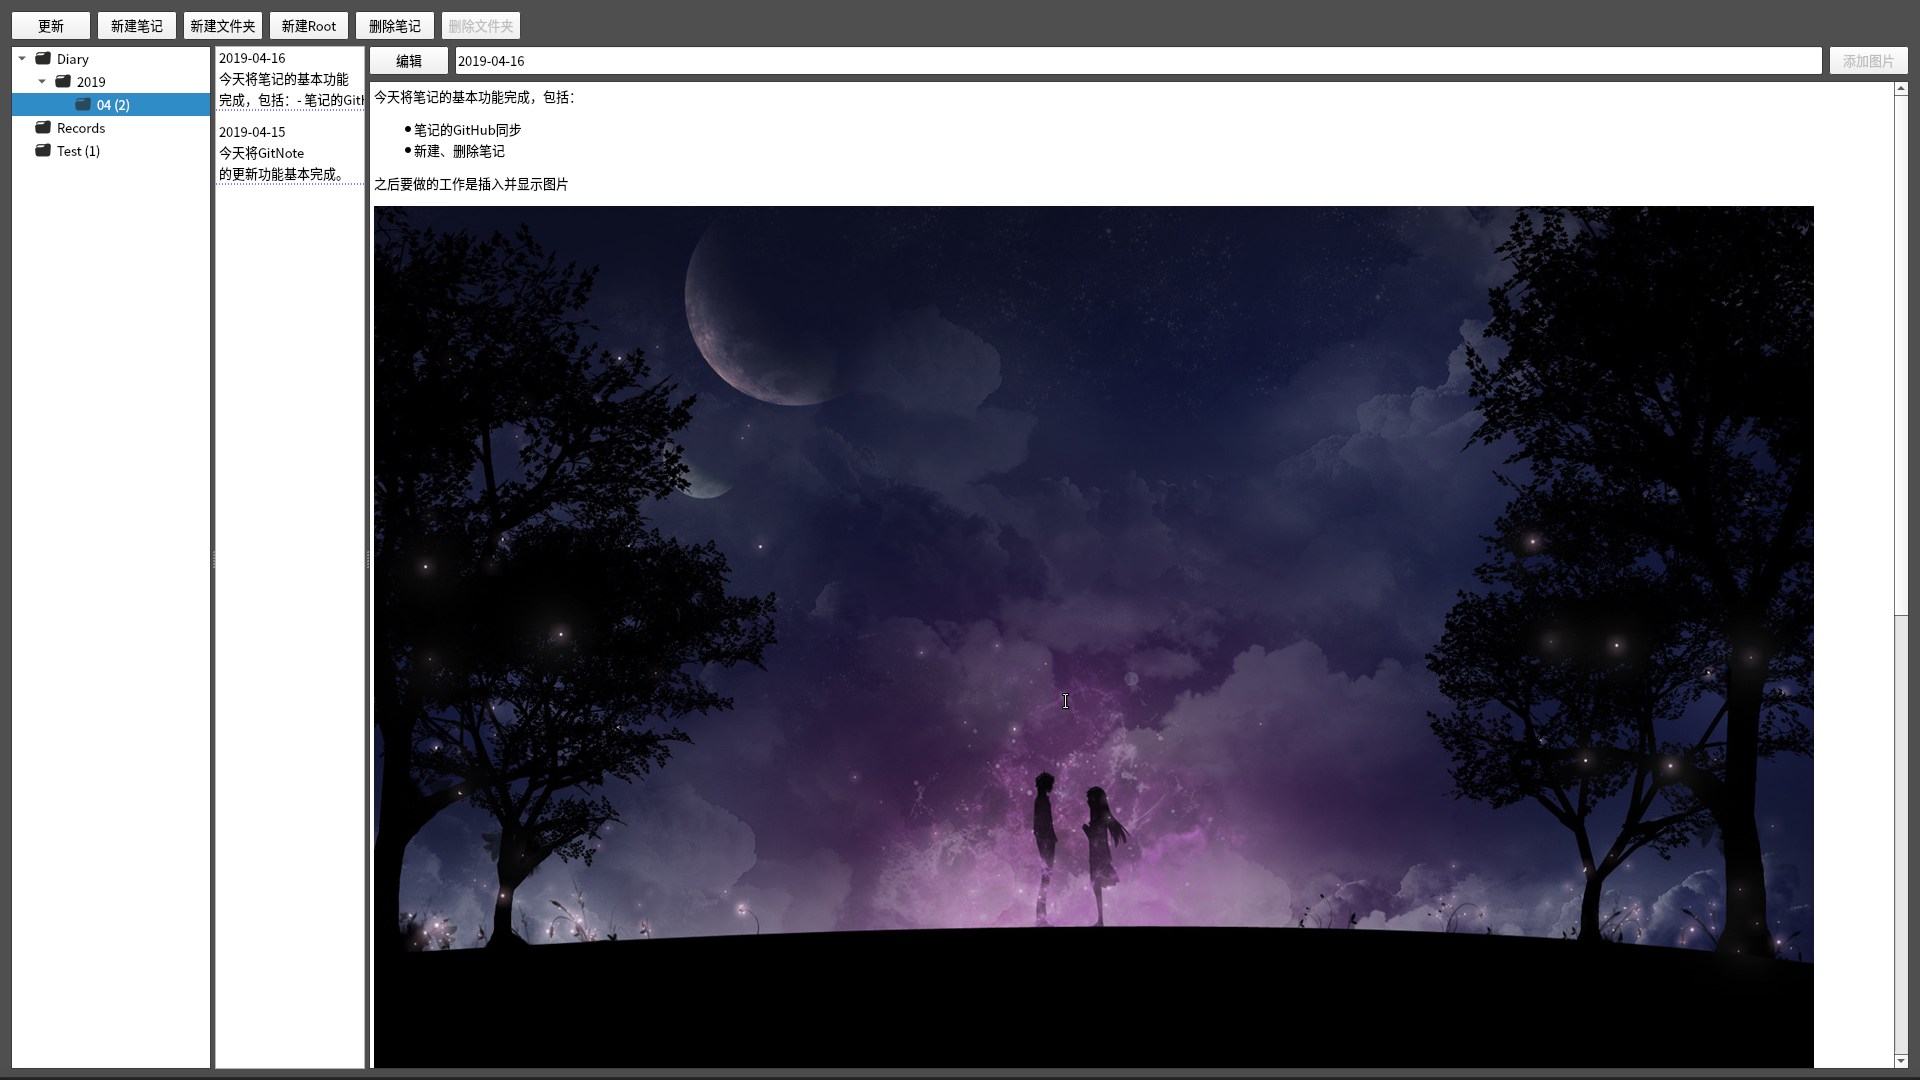 更新 新建笔记 新建文件夹 新建Root 删除笔记 删除文件夹
Diary
2019
04 (2)
Records
Test (1)
2019-04-16
今天将笔记的基本功能
完成，包括：- 笔记的Git
2019-04-15
今天将GitNote
的更新功能基本完成。
编辑 2019-04-16 添加图片
今天将笔记的基本功能完成，包括：
笔记的GitHub同步
新建、删除笔记
之后要做的工作是插入并显示图片